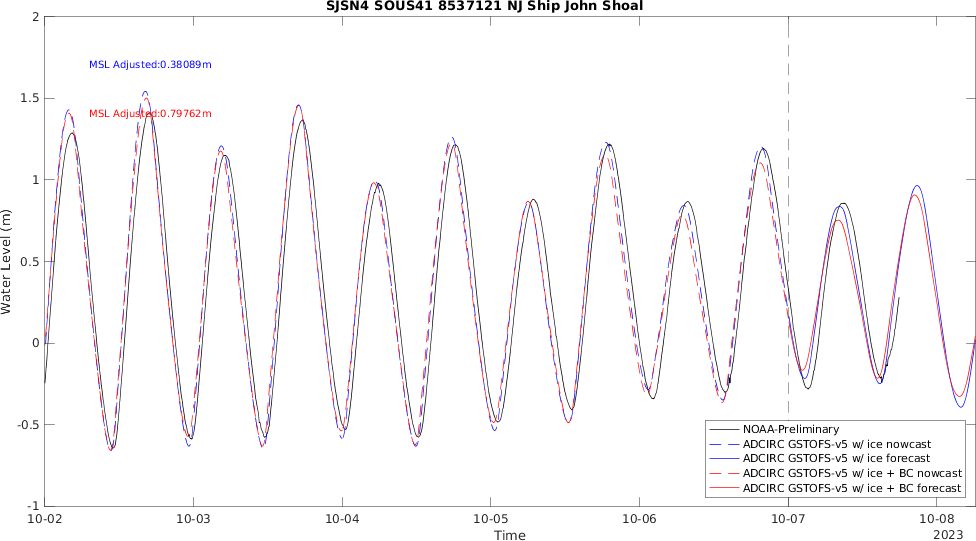 SJSN4 SOUS41 8537121 NJ Ship John Shoal
2
1.5
1
0.5
0
-0.5
-1
Water Level (m)
MSL Adjusted:0.38089m
MSL Adjusted:0.79762m
NOAA-Preliminary
ADCIRC GSTOFS-v5 w/ ice nowcast
ADCIRC GSTOFS-v5 w/ ice forecast
ADCIRC GSTOFS-v5 w/ ice + BC nowcast
ADCIRC GSTOFS-v5 w/ ice + BC forecast
10-02 10-03 10-04 10-05 10-06 10-07 10-08
Time
2023